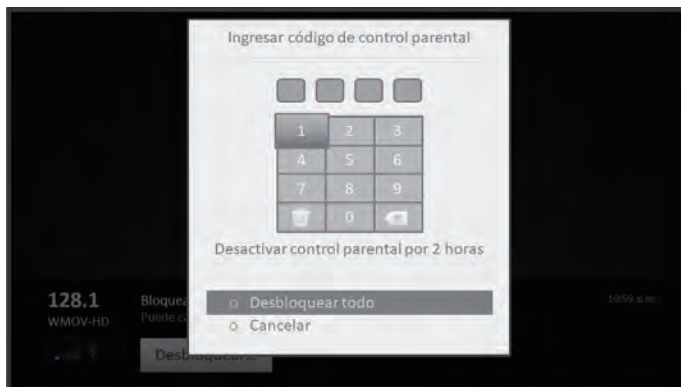 Ingresar código de control parental
1 2 3
4 5 6
7 8 9
0
Desactivar control parental por 2 horas
Desbloquear todo
Cancelar
128.1
WMOV-HD
10:59 p.m.